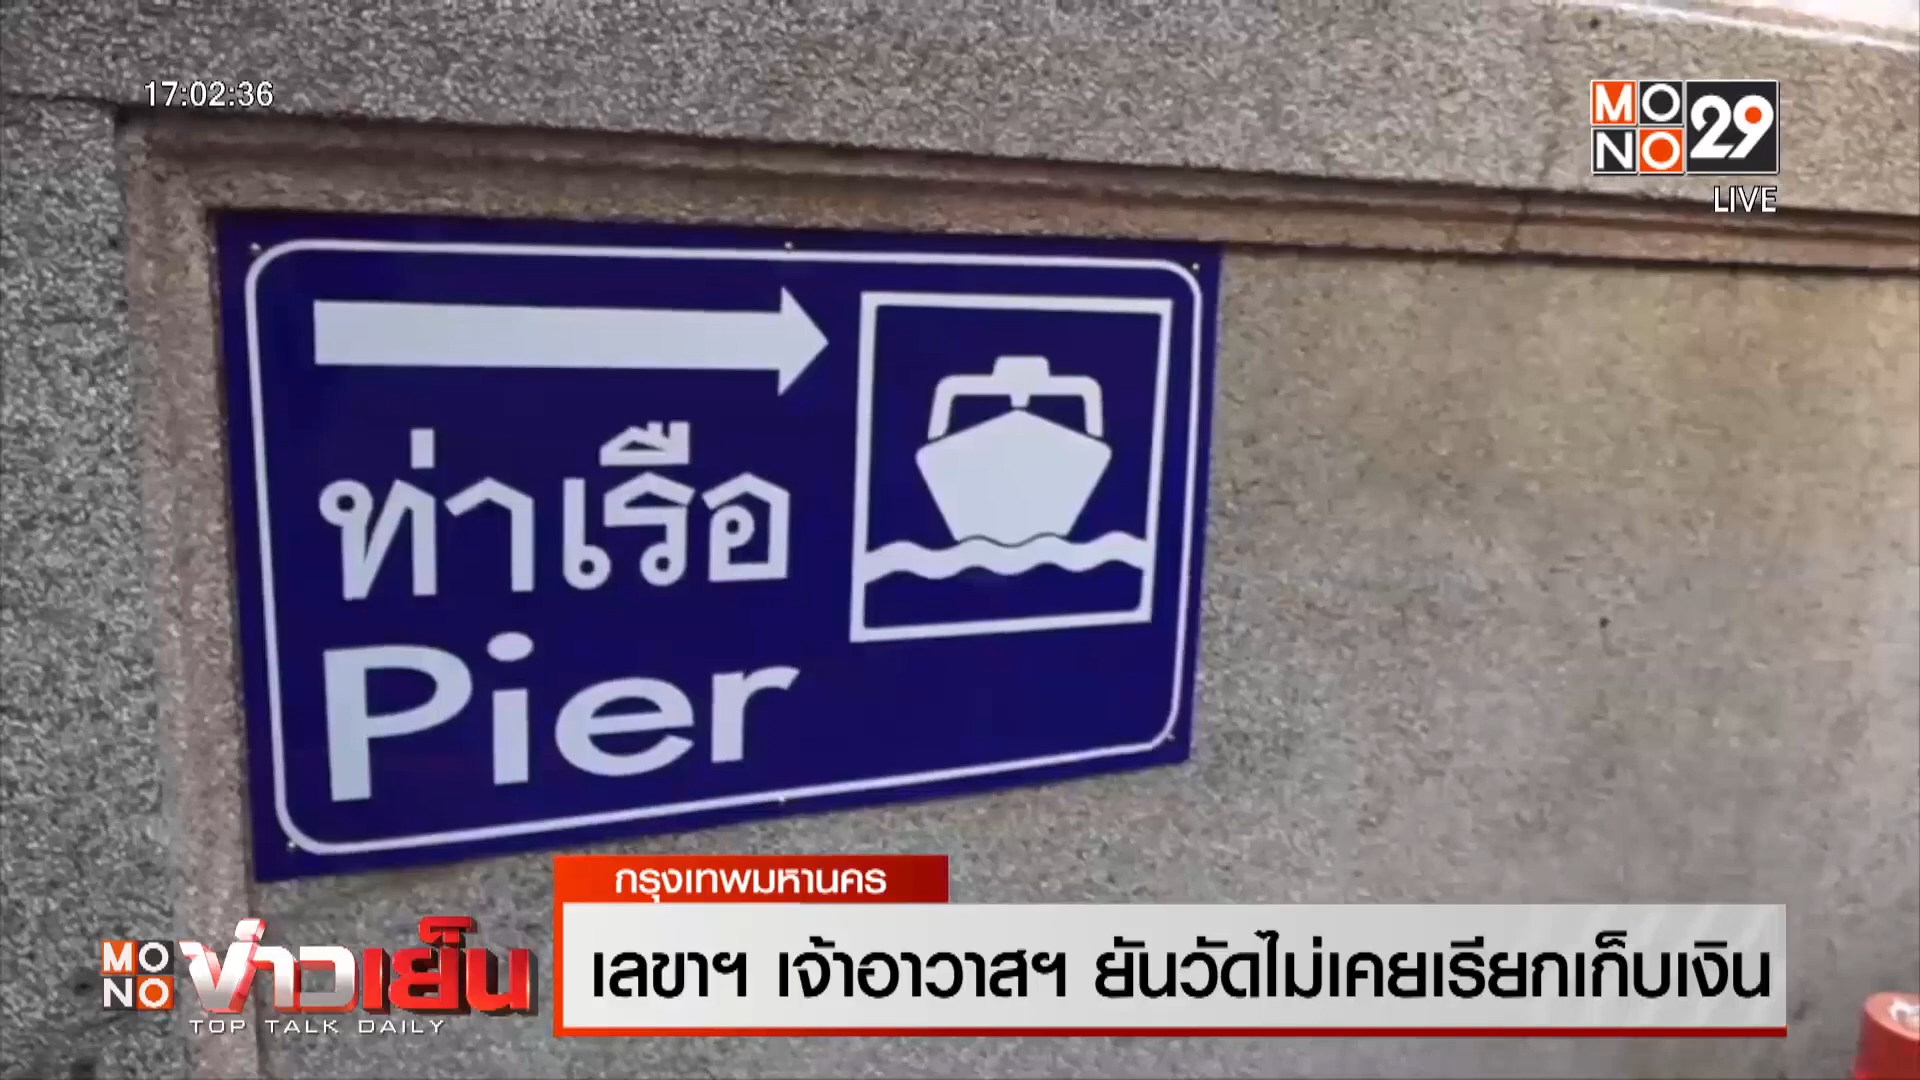 17:02:36
MONO 29
LIVE
ท่าเรือ
Pier
กรุงเทพมหานคร
เลขาฯ เจ้าอาวาสฯ ยันวัดไม่เคยเรียกเก็บเงิน
MONO ข่าวเย็น
TOP TALK DAILY